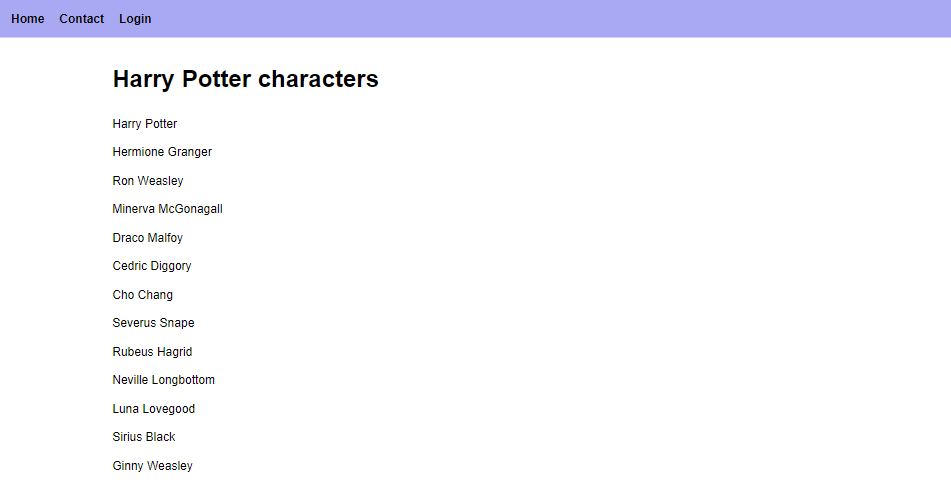 Home Contact Login
Harry Potter characters
Harry Potter
Hermione Granger
Ron Weasley
Minerva McGonagall
Draco Malfoy
Cedric Diggory
Cho Chang
Severus Snape
Rubeus Hagrid
Neville Longbottom
Luna Lovegood
Sirius Black
Ginny Weasley